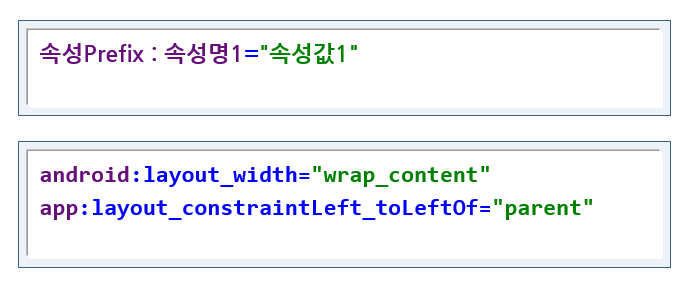 속성Prefix : 속성명1="속성값1"
android:layout_width="wrap_content"
app:layout_constraintLeft_toLeftOf="parent"